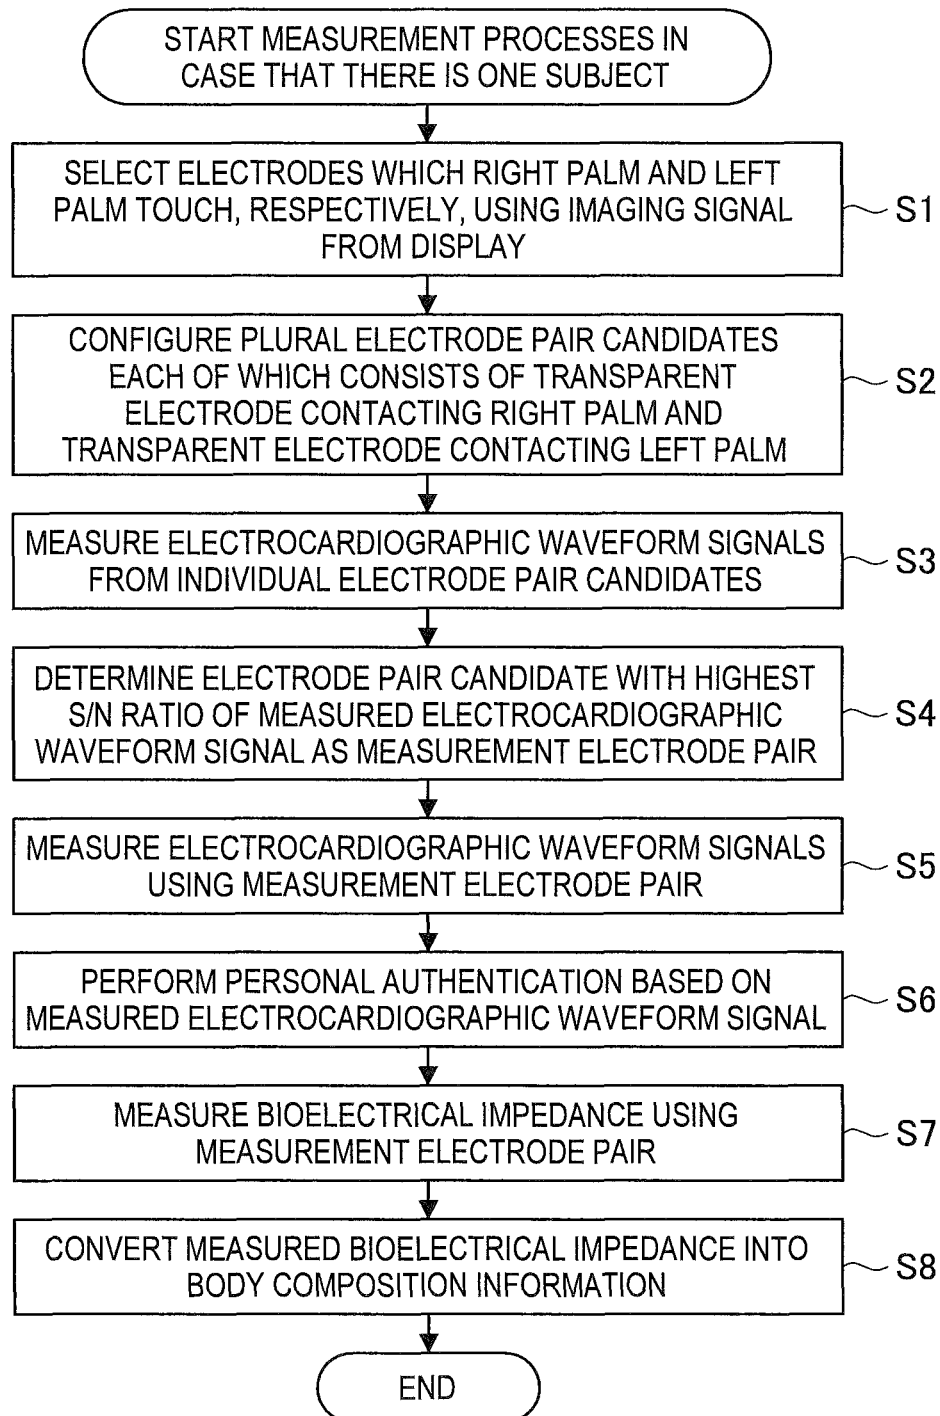 START MEASUREMENT PROCESSES IN
CASE THAT THERE IS ONE SUBJECT
SELECT ELECTRODES WHICH RIGHT PALM AND LEFT
PALM TOUCH, RESPECTIVELY, USING IMAGING SIGNAL
FROM DISPLAY
S1
CONFIGURE PLURAL ELECTRODE PAIR CANDIDATES
EACH OF WHICH CONSISTS OF TRANSPARENT
ELECTRODE CONTACTING RIGHT PALM AND
TRANSPARENT ELECTRODE CONTACTING LEFT PALM
S2
MEASURE ELECTROCARDIOGRAPHIC WAVEFORM SIGNALS
FROM INDIVIDUAL ELECTRODE PAIR CANDIDATES
S3
DETERMINE ELECTRODE PAIR CANDIDATE WITH HIGHEST
S/N RATIO OF MEASURED ELECTROCARDIOGRAPHIC
WAVEFORM SIGNAL AS MEASUREMENT ELECTRODE PAIR
S4
MEASURE ELECTROCARDIOGRAPHIC WAVEFORM SIGNALS
USING MEASUREMENT ELECTRODE PAIR
S5
PERFORM PERSONAL AUTHENTICATION BASED ON
MEASURED ELECTROCARDIOGRAPHIC WAVEFORM SIGNAL
S6
MEASURE BIOELECTRICAL IMPEDANCE USING
MEASUREMENT ELECTRODE PAIR
S7
CONVERT MEASURED BIOELECTRICAL IMPEDANCE INTO
BODY COMPOSITION INFORMATION
S8
END